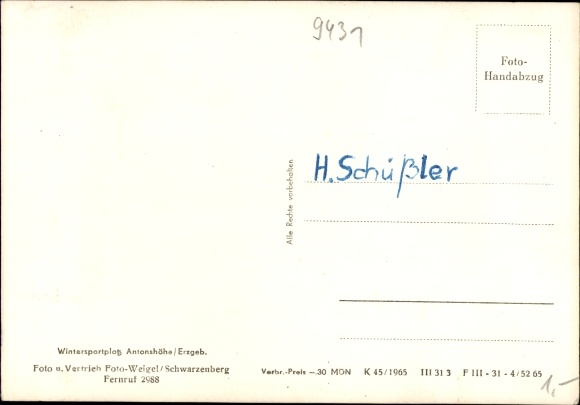 9431
Foto-
Handabzug
H. Schüßler
Alle Rechte vorbehalten
Wintersportplatz Antonshöhe/Erzgeb.
Foto u. Vertrieb Foto-Weigel/Schwarzenberg
Fernruf 2988
Verbr.-Preis –.30 MDN K 45/1965 III 31 3 F III - 31 - 4/52 65
1,-